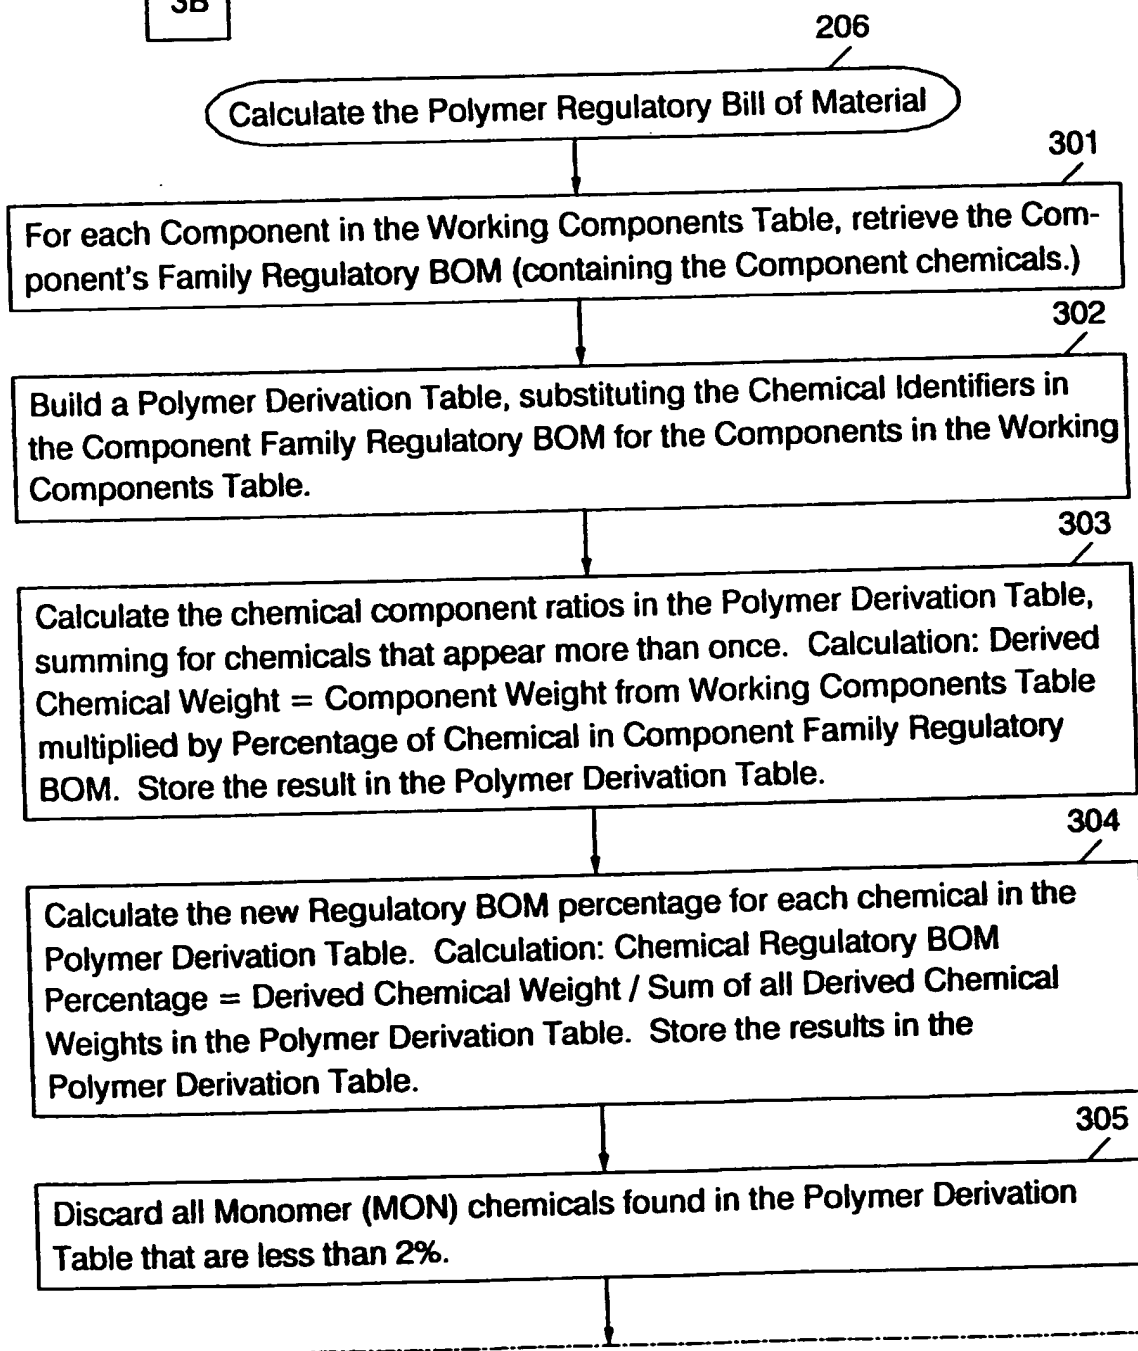 3B
206
Calculate the Polymer Regulatory Bill of Material
301
For each Component in the Working Components Table, retrieve the Com-
ponent's Family Regulatory BOM (containing the Component chemicals.)
302
Build a Polymer Derivation Table, substituting the Chemical Identifiers in
the Component Family Regulatory BOM for the Components in the Working
Components Table.
303
Calculate the chemical component ratios in the Polymer Derivation Table,
summing for chemicals that appear more than once. Calculation: Derived
Chemical Weight = Component Weight from Working Components Table
multiplied by Percentage of Chemical in Component Family Regulatory
BOM. Store the result in the Polymer Derivation Table.
304
Calculate the new Regulatory BOM percentage for each chemical in the
Polymer Derivation Table. Calculation: Chemical Regulatory BOM
Percentage = Derived Chemical Weight / Sum of all Derived Chemical
Weights in the Polymer Derivation Table. Store the results in the
Polymer Derivation Table.
305
Discard all Monomer (MON) chemicals found in the Polymer Derivation
Table that are less than 2%.